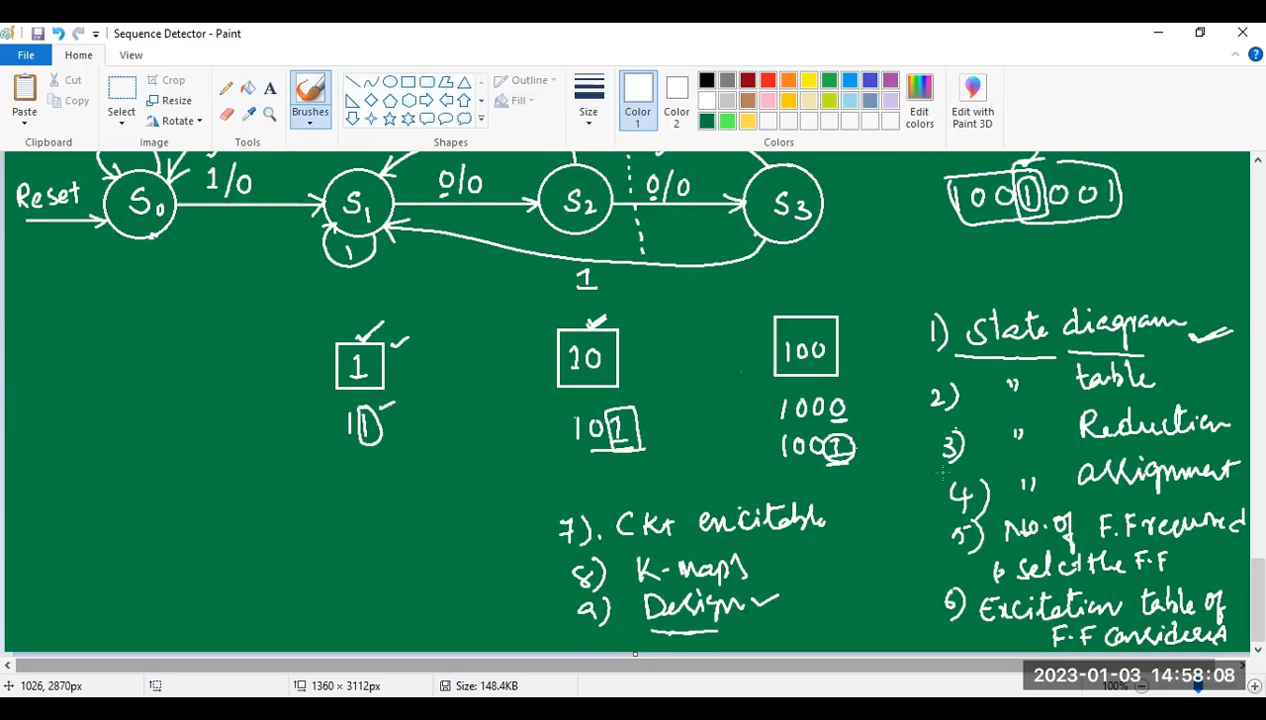 Sequence Detector - Paint
File Home View
Paste Cut Copy Select Crop Resize Rotate A Brushes Outline Fill Size Color 1 Color 2 Edit colors Edit with Paint 3D
Clipboard Image Tools Shapes Colors
Reset S0 1/0 S1 0/0 S2 0/0 S3 1001001
1
1
1 10 100
11 101 1000
1001
1) State diagram
2) " table
3) " Reduction
4) " assignment
5) No. of F.F required
& select the F.F
6) Excitation table of
F.F considered
7). Ckt excitable
8) K-maps
9) Design
1026, 2870px 1360 × 3112px Size: 148.4KB 100%
2023-01-03 14:58:08